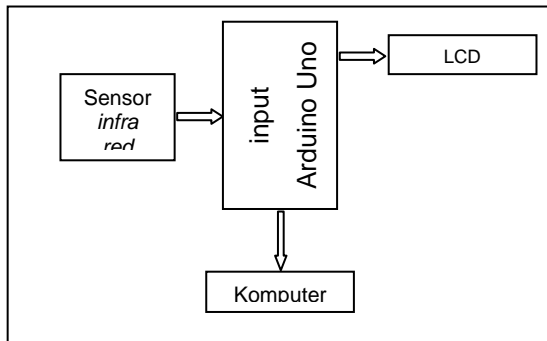 Sensor
infra
red
input
Arduino Uno
LCD
Komputer